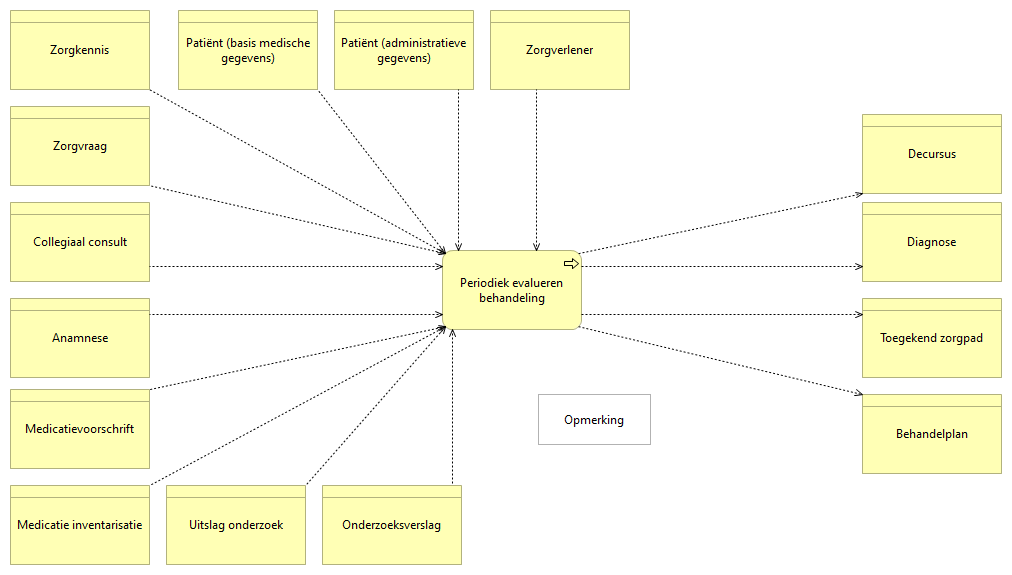 Zorgkennis
Patiënt (basis medische
gegevens)
Patiënt (administratieve
gegevens)
Zorgverlener
Zorgvraag
Decursus
Collegiaal consult
Diagnose
Periodiek evalueren
behandeling
Anamnese
Toegekend zorgpad
Medicatievoorschrift
Opmerking
Behandelplan
Medicatie inventarisatie
Uitslag onderzoek
Onderzoeksverslag